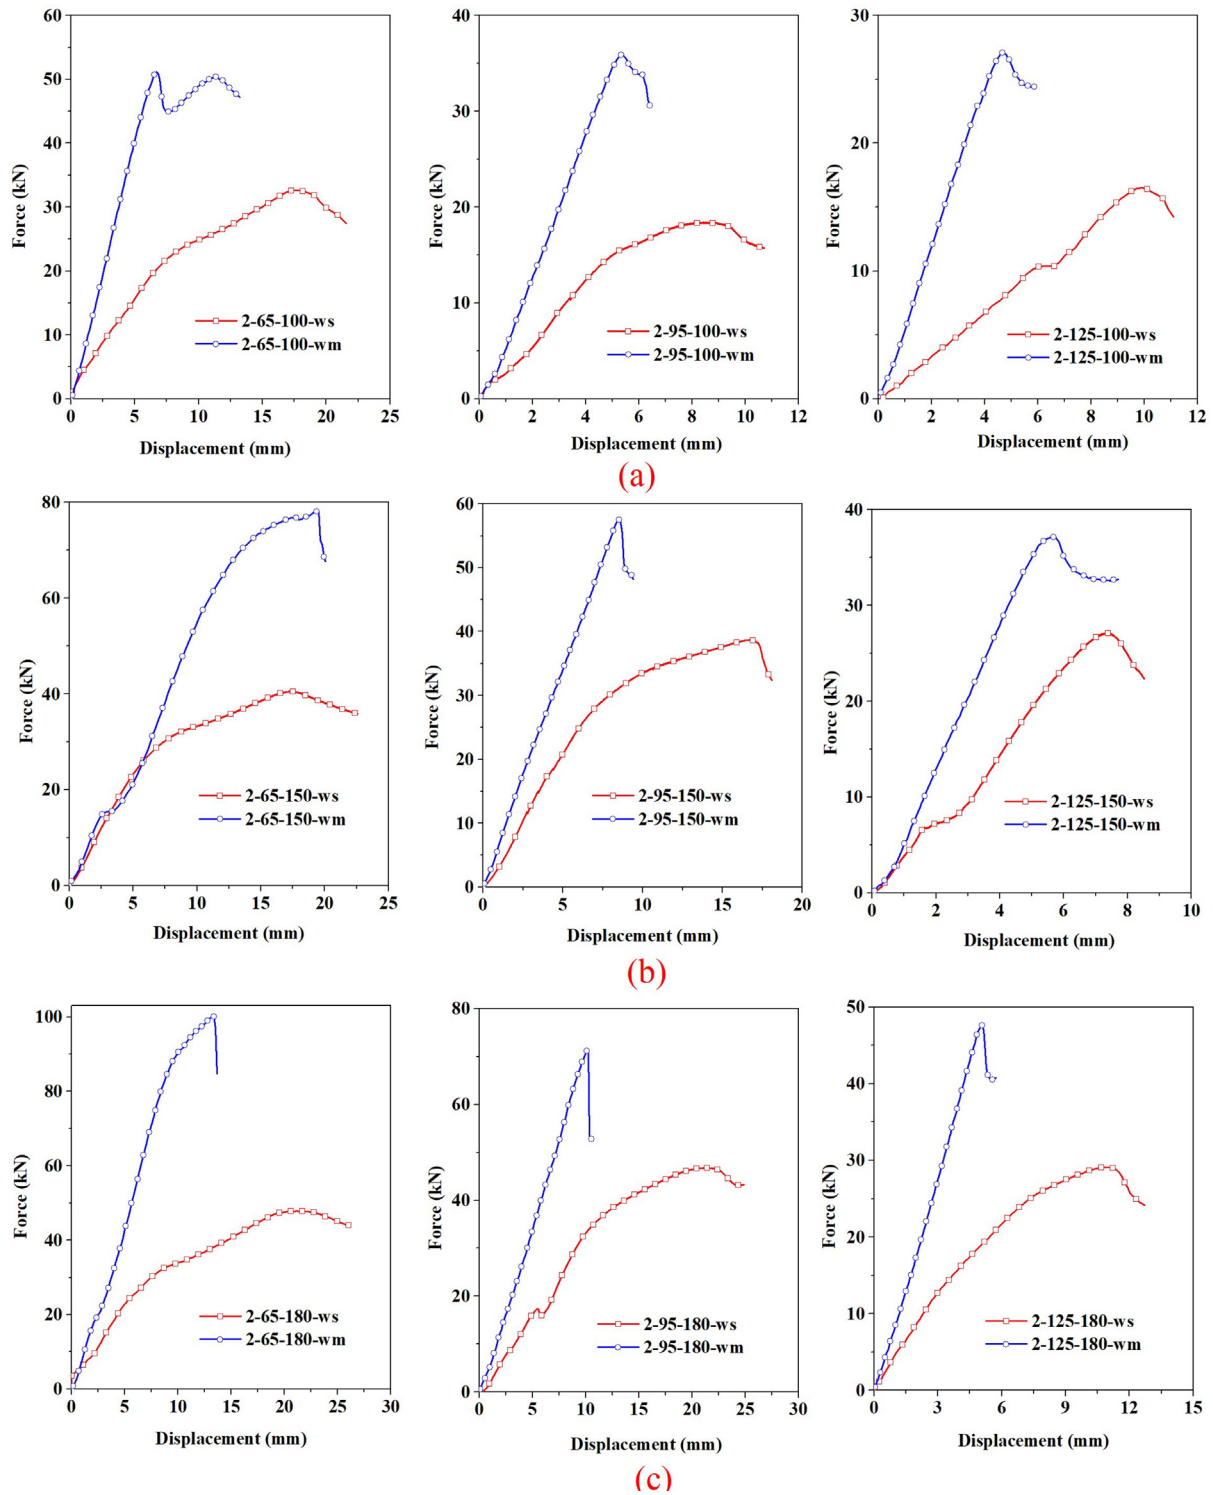 60
50
40
30
20
10
0
0
5
10
15
20
25
Force (kN)
Displacement (mm)
2-65-100-ws
2-65-100-wm
40
30
20
10
0
0
2
4
6
8
10
12
Force (kN)
Displacement (mm)
2-95-100-ws
2-95-100-wm
30
20
10
0
0
2
4
6
8
10
12
Force (kN)
Displacement (mm)
2-125-100-ws
2-125-100-wm
(a)
80
60
40
20
0
0
5
10
15
20
25
Force (kN)
Displacement (mm)
2-65-150-ws
2-65-150-wm
60
50
40
30
20
10
0
0
5
10
15
20
Force (kN)
Displacement (mm)
2-95-150-ws
2-95-150-wm
40
30
20
10
0
0
2
4
6
8
10
Force (kN)
Displacement (mm)
2-125-150-ws
2-125-150-wm
(b)
100
80
60
40
20
0
0
5
10
15
20
25
30
Force (kN)
Displacement (mm)
2-65-180-ws
2-65-180-wm
80
60
40
20
0
0
5
10
15
20
25
30
Force (kN)
Displacement (mm)
2-95-180-ws
2-95-180-wm
50
40
30
20
10
0
0
3
6
9
12
15
Force (kN)
Displacement (mm)
2-125-180-ws
2-125-180-wm
(c)